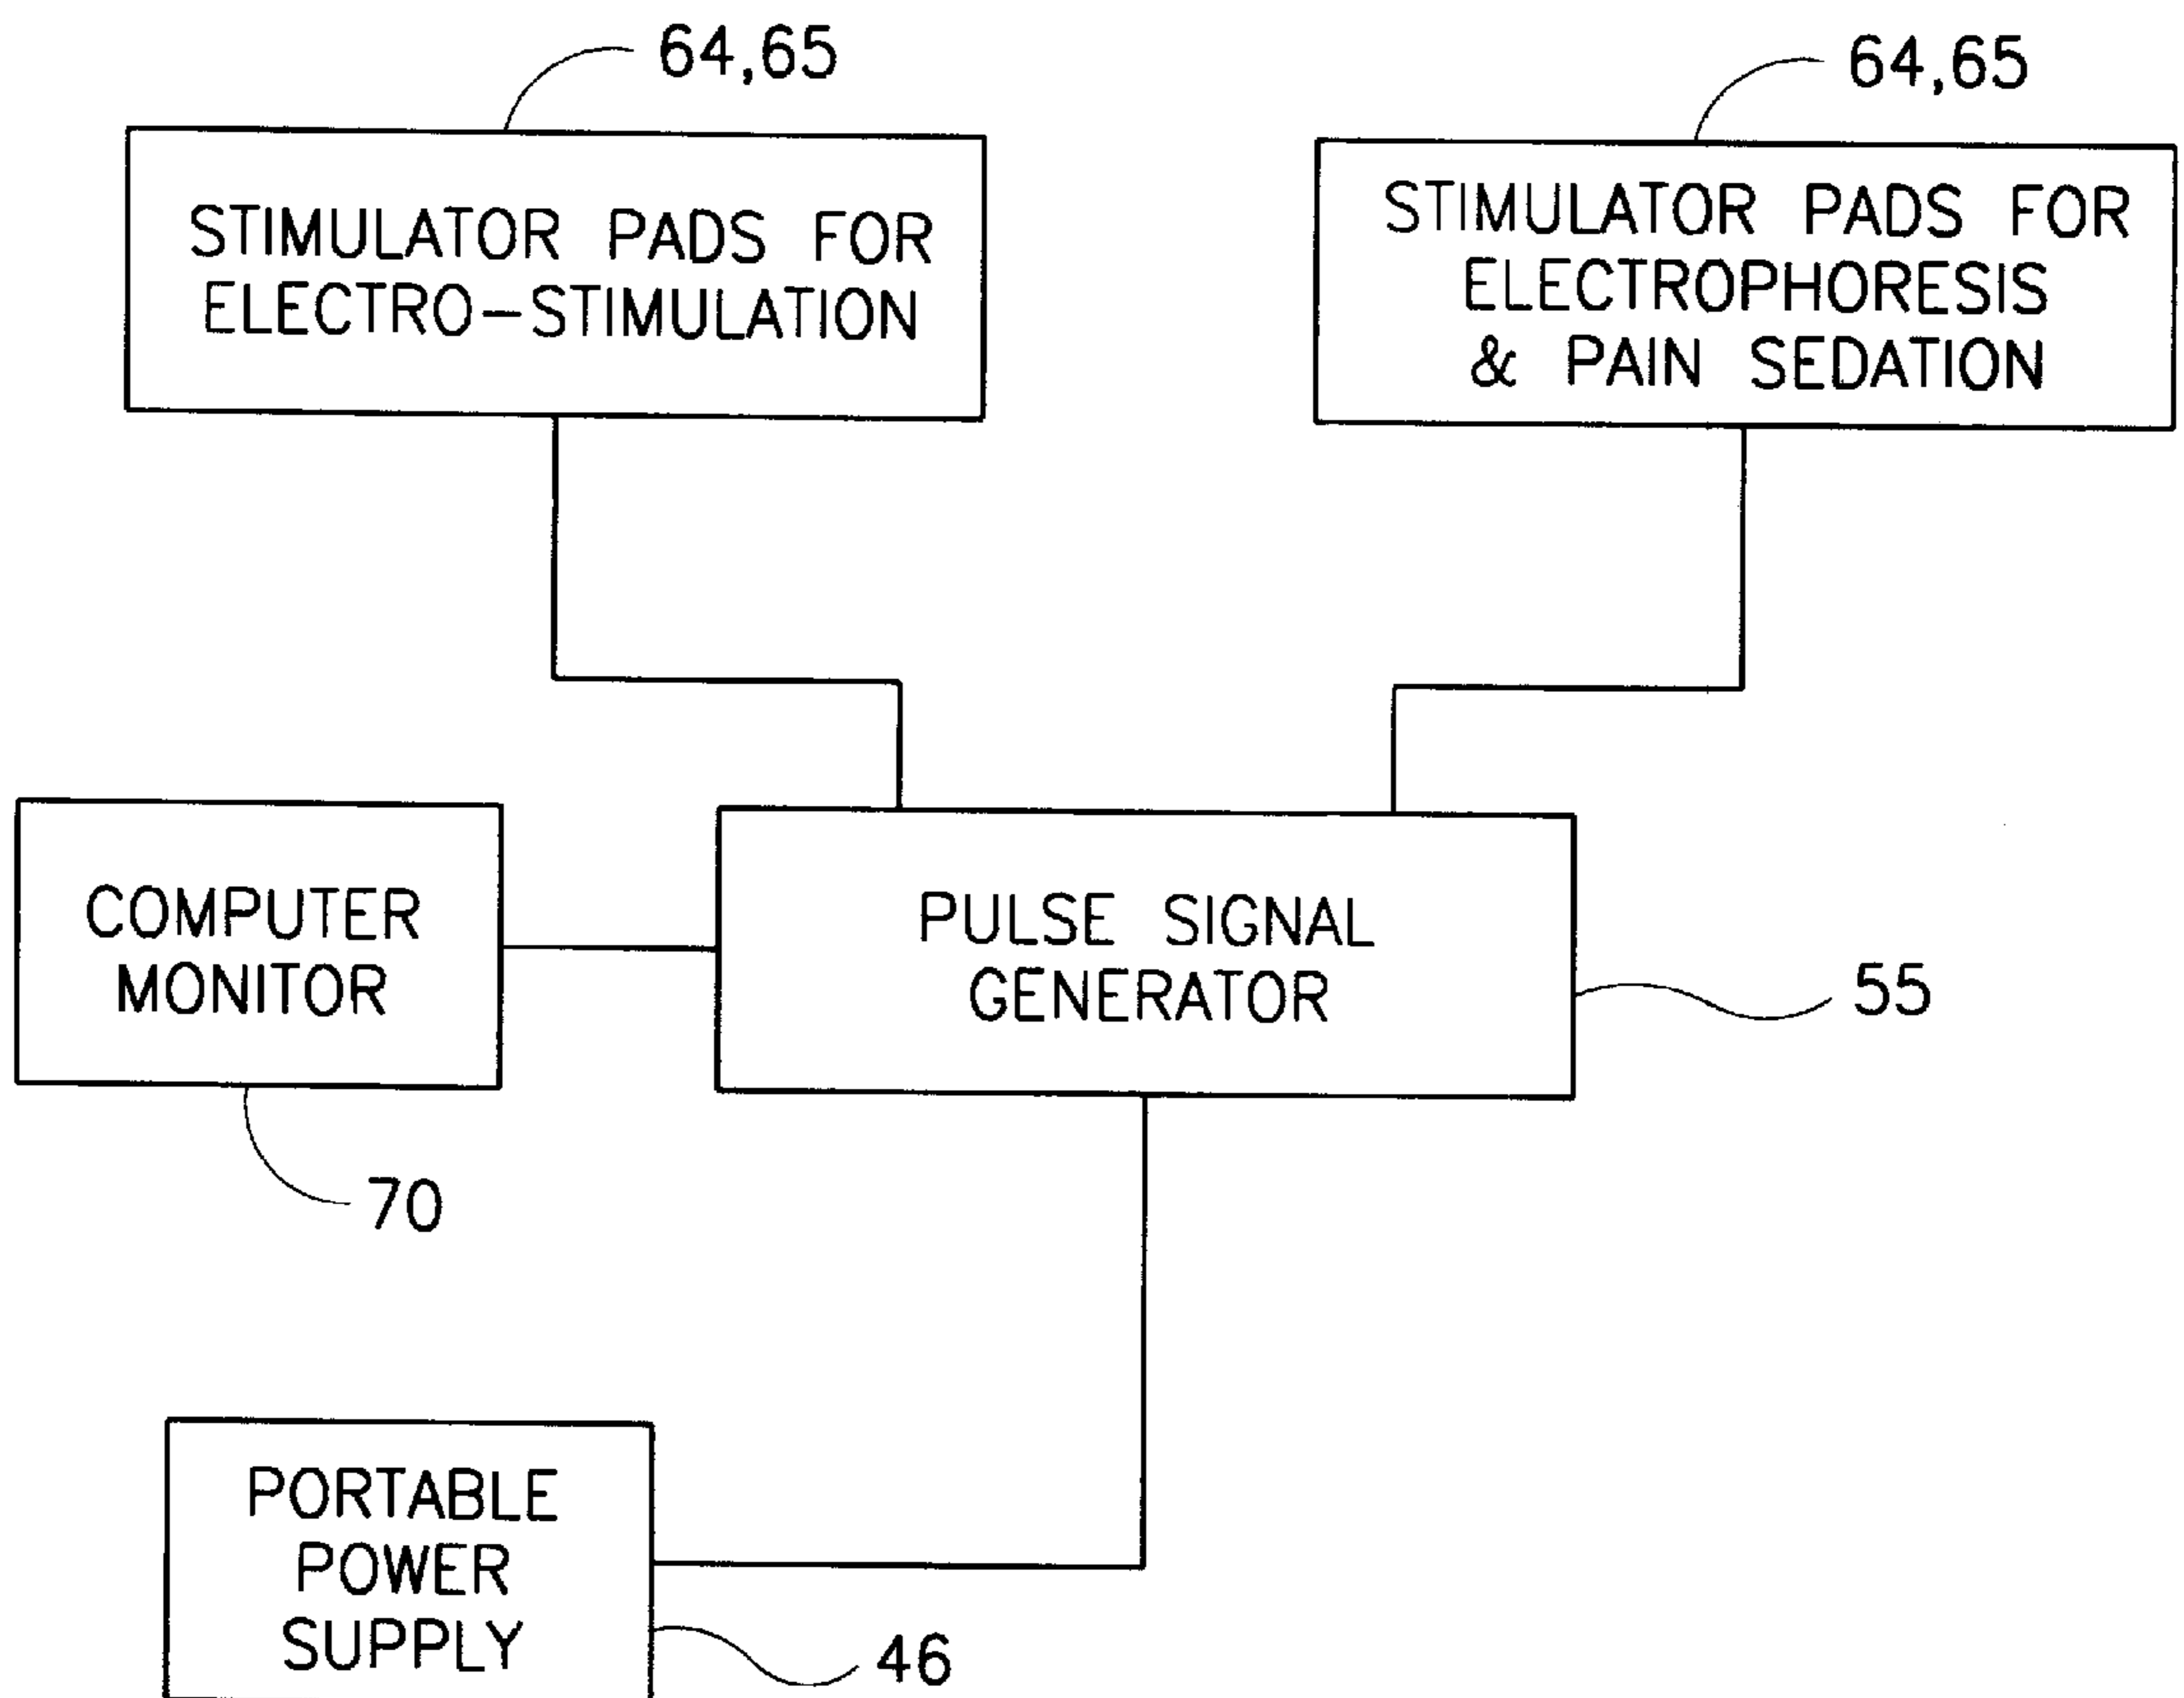 64,65
STIMULATOR PADS FOR
ELECTRO-STIMULATION
64,65
STIMULATOR PADS FOR
ELECTROPHORESIS
& PAIN SEDATION
COMPUTER
MONITOR
70
PULSE SIGNAL
GENERATOR
55
PORTABLE
POWER
SUPPLY
46